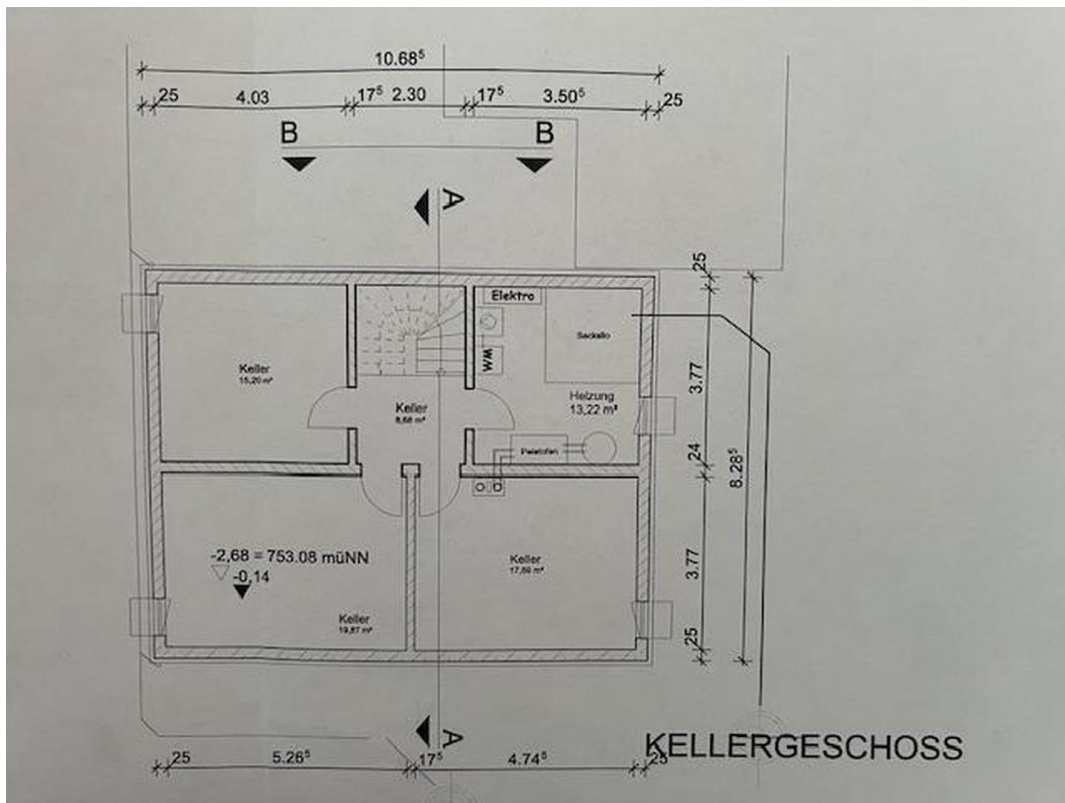 10.68⁵
25 4.03 17⁵ 2.30 17⁵ 3.50⁵ 25
B B
A
25
Elektro
Sacksilo
WM
Keller
15,20 m²
Keller
8,68 m²
Heizung
13,22 m²
3.77
Pelletofen
24
8.28⁵
-2,68 = 753.08 müNN
-0,14
Keller
17,89 m²
3.77
Keller
19,87 m²
25
A
KELLERGESCHOSS
25 5.26⁵ 17⁵ 4.74⁵ 25